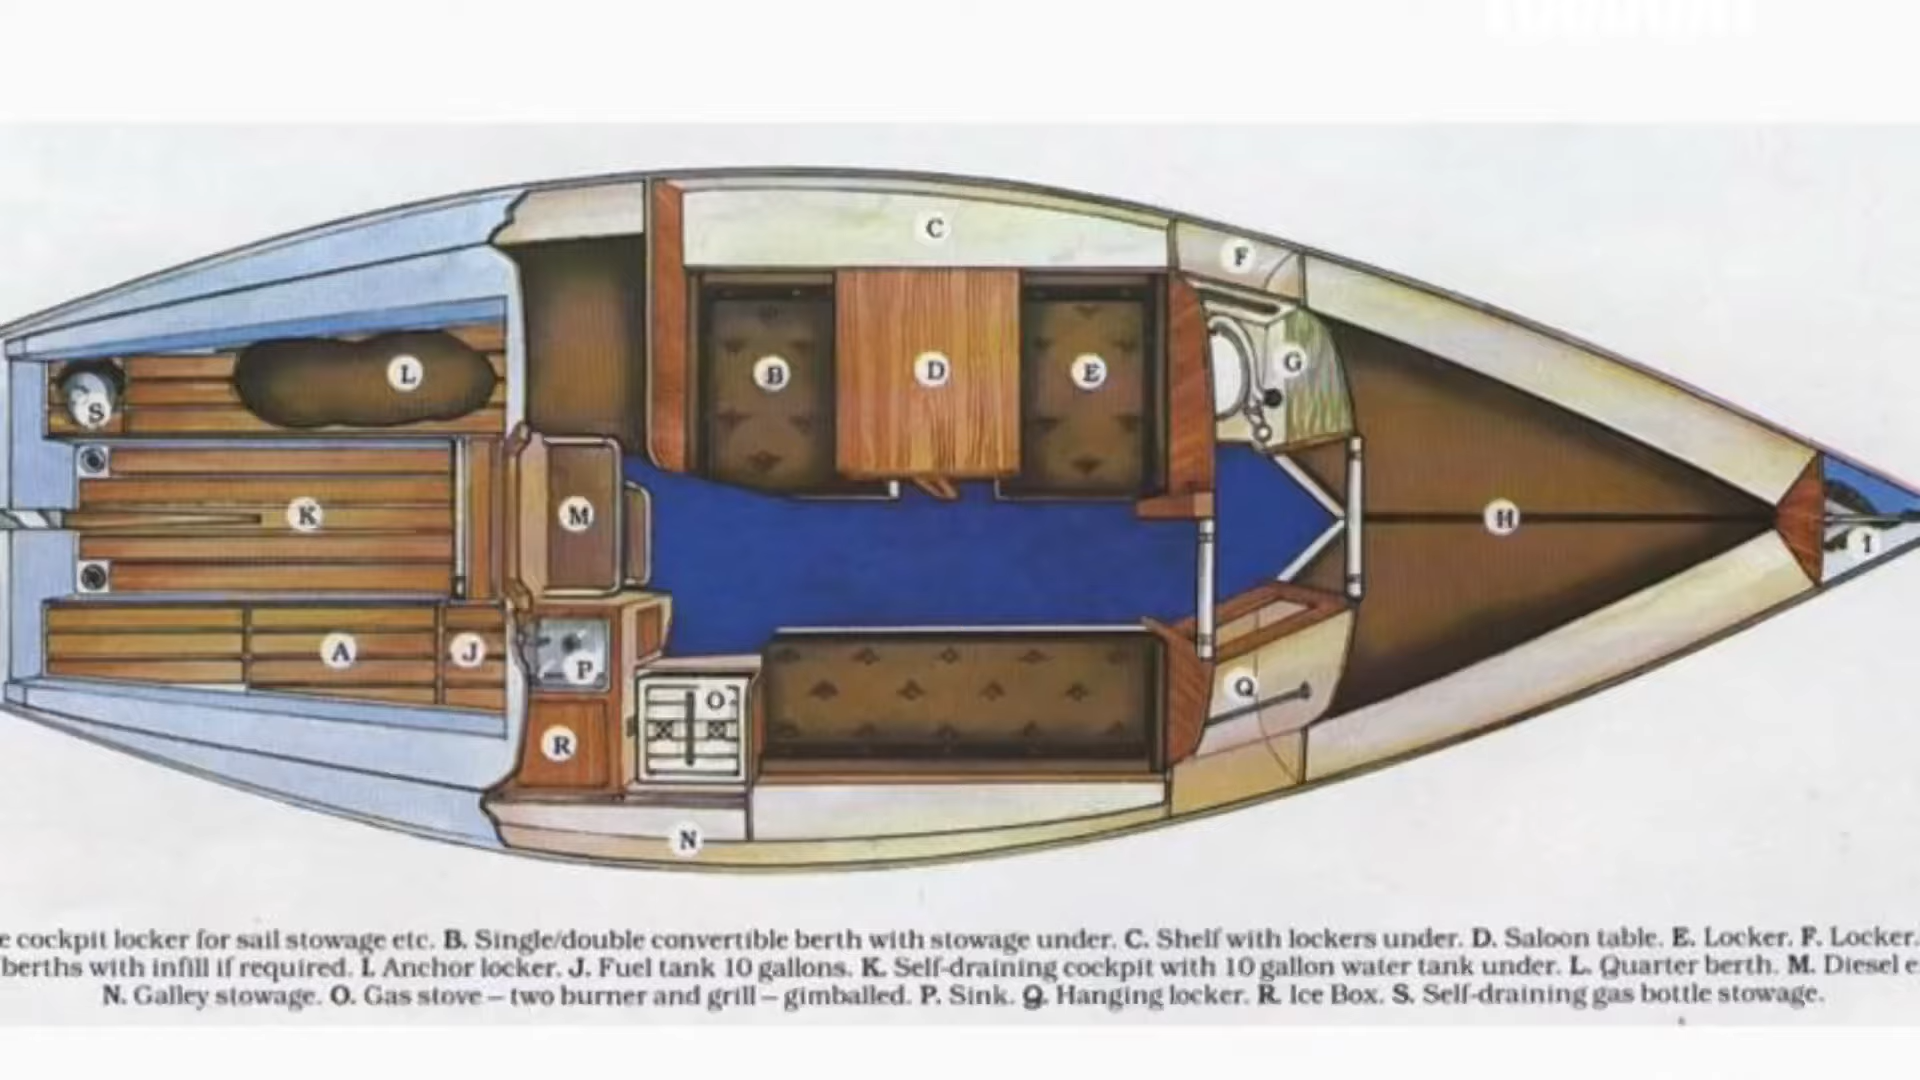 C
F
L
B
D
E
G
S
K
M
H
I
A
J
P
Q
O
R
N
e cockpit locker for sail stowage etc. B. Single/double convertible berth with stowage under. C. Shelf with lockers under. D. Saloon table. E. Locker. F. Locker.
berths with infill if required. I. Anchor locker. J. Fuel tank 10 gallons. K. Self-draining cockpit with 10 gallon water tank under. L. Quarter berth. M. Diesel e
N. Galley stowage. O. Gas stove – two burner and grill – gimballed. P. Sink. Q. Hanging locker. R. Ice Box. S. Self-draining gas bottle stowage.